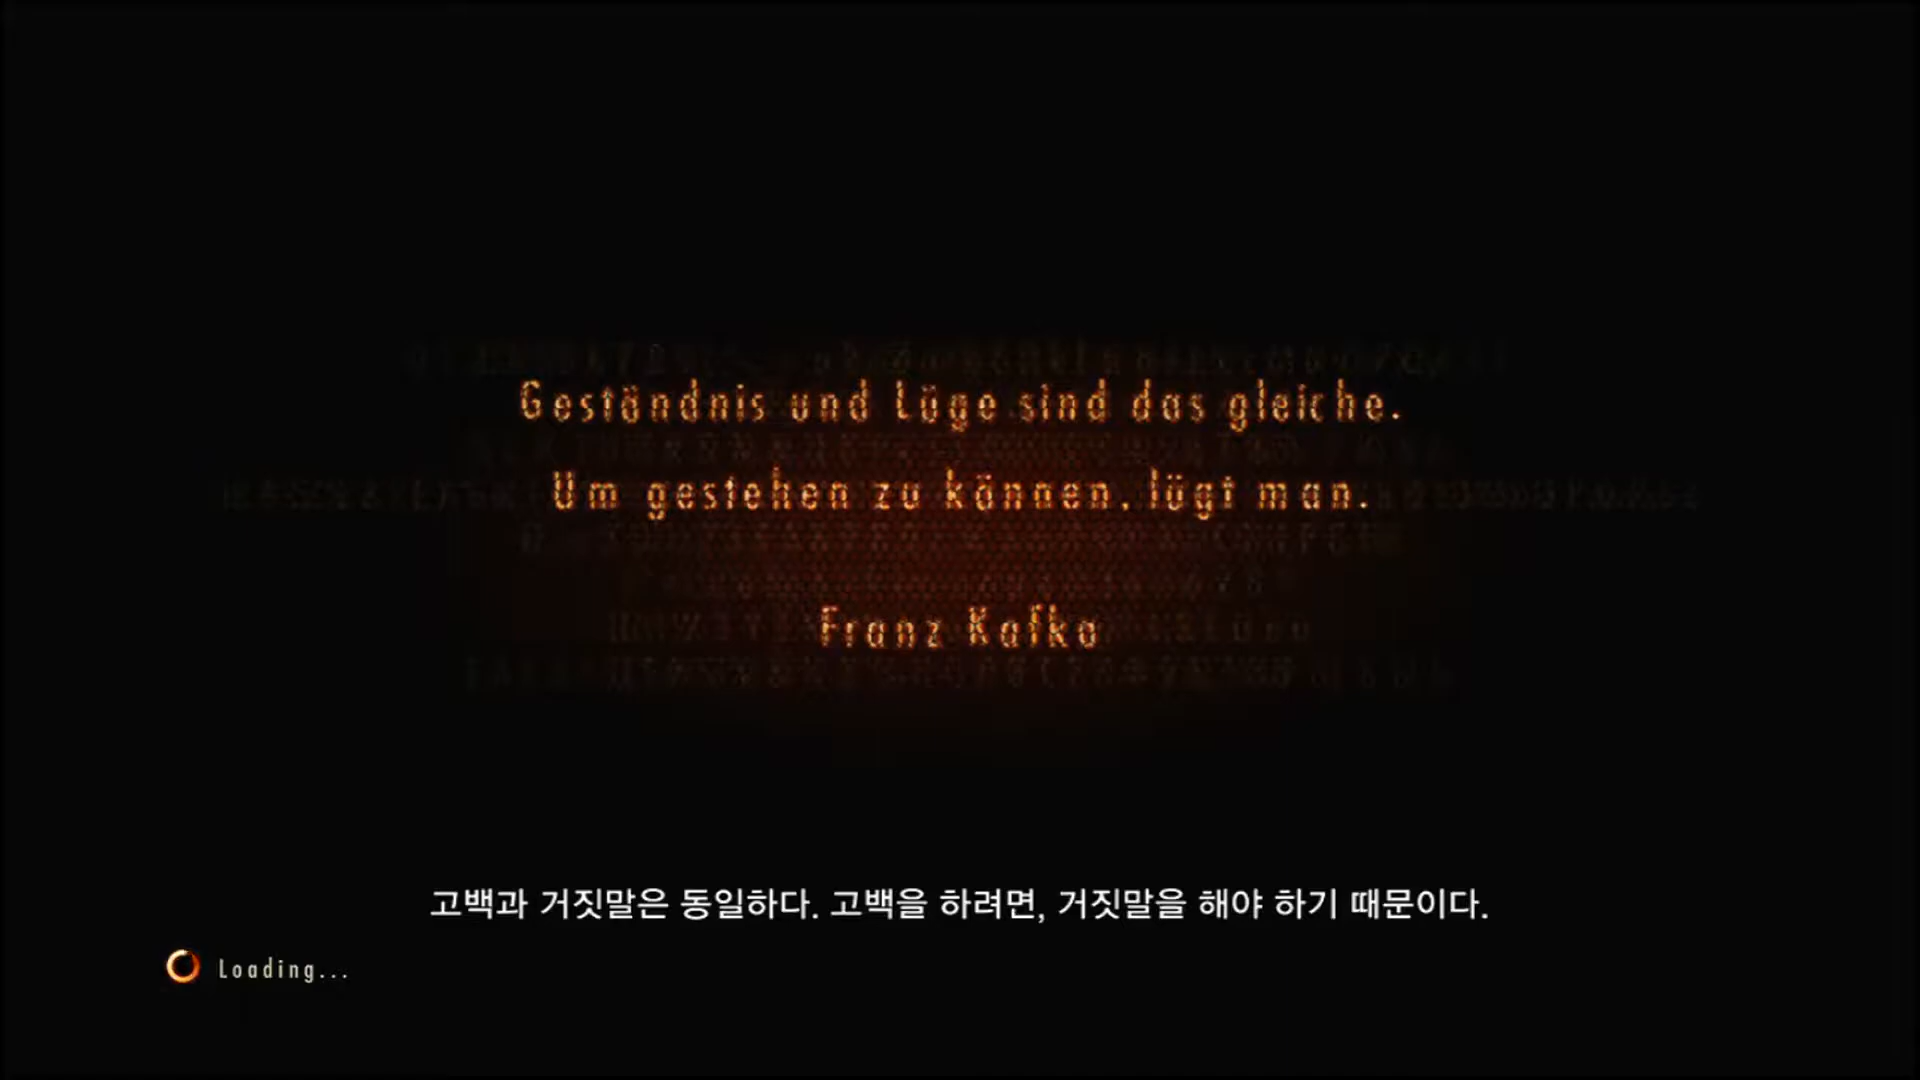 Geständnis und Lüge sind das gleiche.
Um gestehen zu können, lügt man.
Franz Kafka
고백과 거짓말은 동일하다. 고백을 하려면, 거짓말을 해야 하기 때문이다.
Loading...